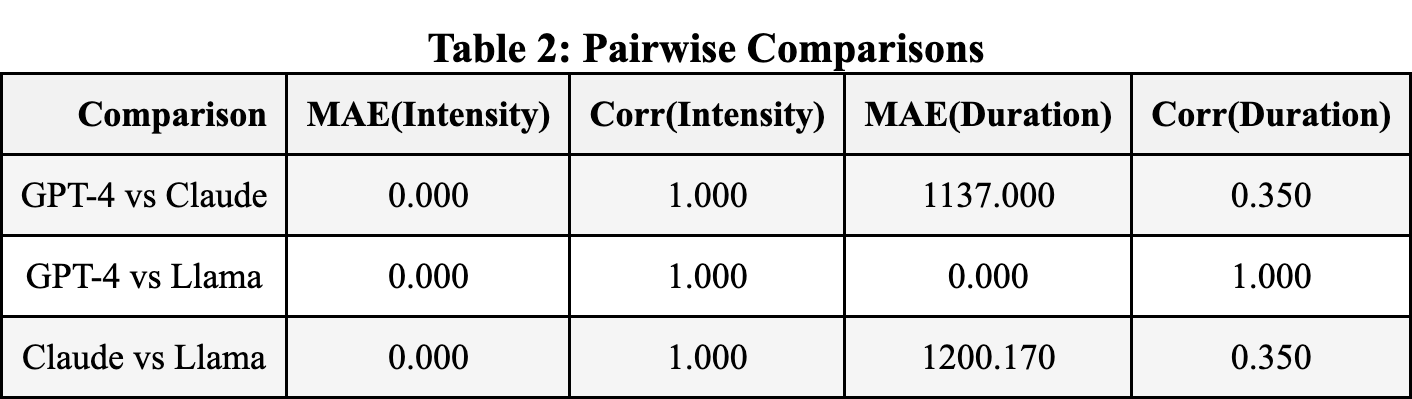 Table 2: Pairwise Comparisons
Comparison MAE(Intensity) Corr(Intensity) MAE(Duration) Corr(Duration)
GPT-4 vs Claude 0.000 1.000 1137.000 0.350
GPT-4 vs Llama 0.000 1.000 0.000 1.000
Claude vs Llama 0.000 1.000 1200.170 0.350